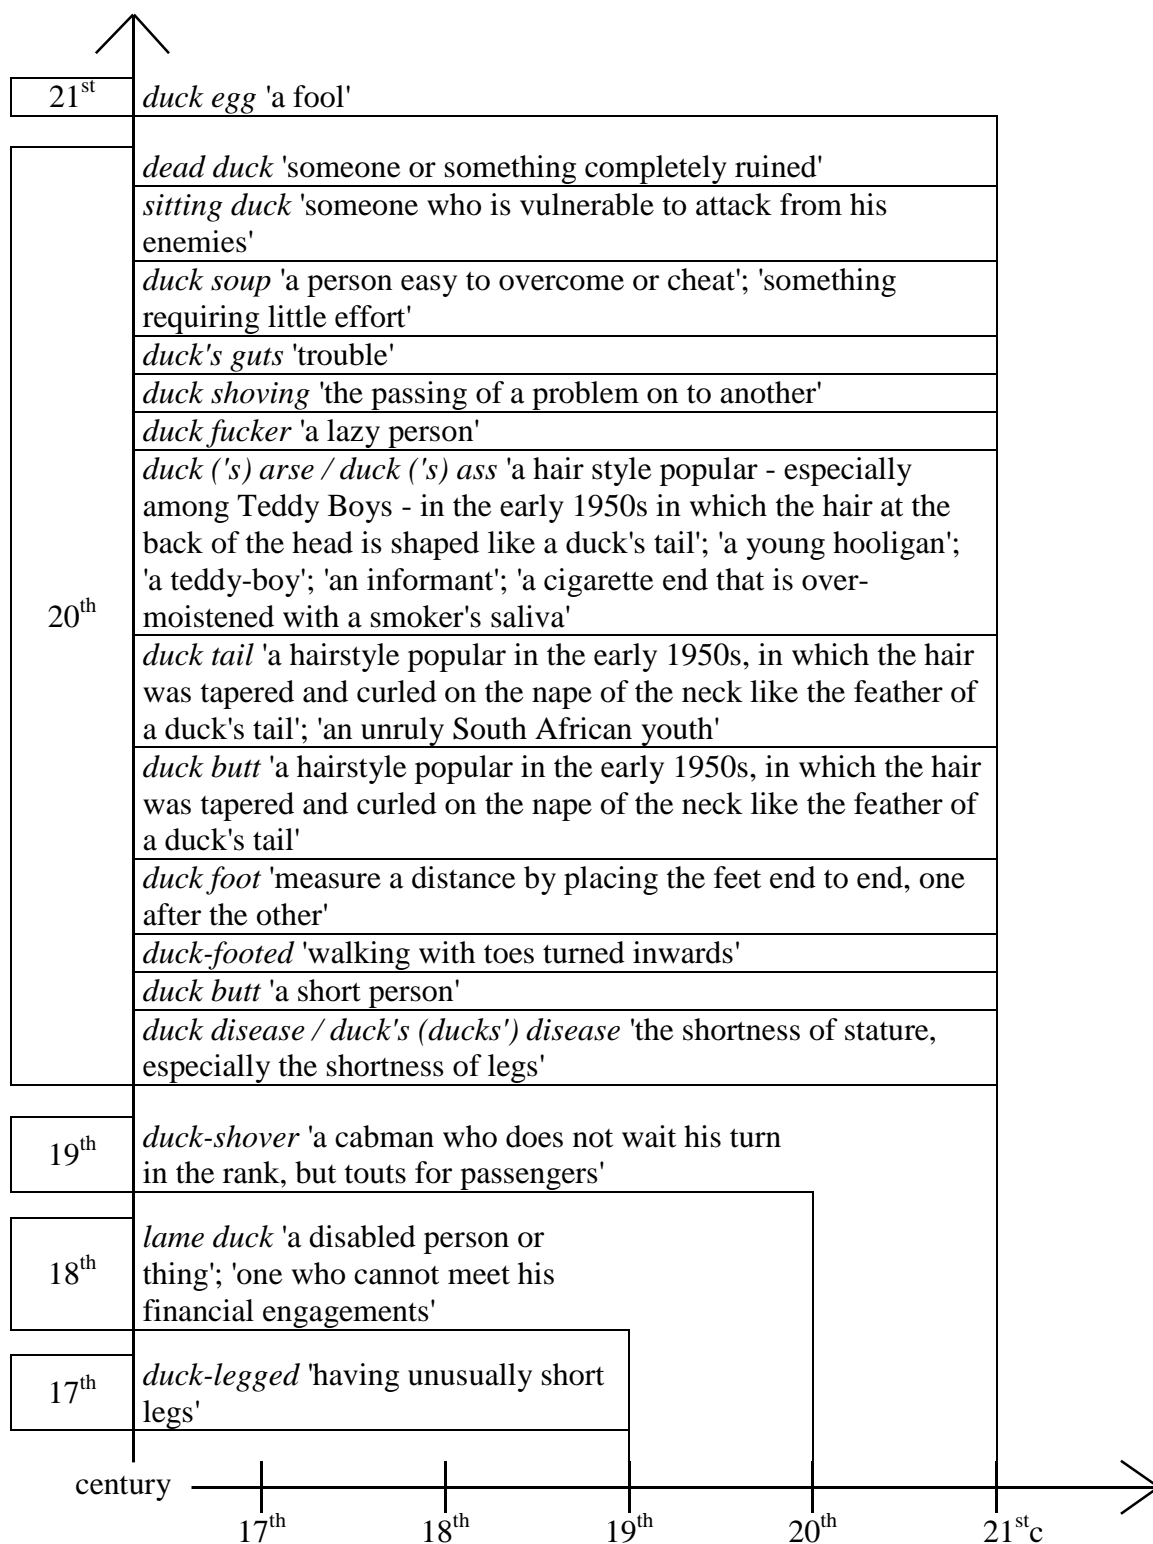 21st
duck egg 'a fool'
dead duck 'someone or something completely ruined'
sitting duck 'someone who is vulnerable to attack from his
enemies'
duck soup 'a person easy to overcome or cheat'; 'something
requiring little effort'
duck's guts 'trouble'
duck shoving 'the passing of a problem on to another'
duck fucker 'a lazy person'
duck ('s) arse / duck ('s) ass 'a hair style popular - especially
among Teddy Boys - in the early 1950s in which the hair at the
back of the head is shaped like a duck's tail'; 'a young hooligan';
'a teddy-boy'; 'an informant'; 'a cigarette end that is over-
moistened with a smoker's saliva'
20th
duck tail 'a hairstyle popular in the early 1950s, in which the hair
was tapered and curled on the nape of the neck like the feather of
a duck's tail'; 'an unruly South African youth'
duck butt 'a hairstyle popular in the early 1950s, in which the hair
was tapered and curled on the nape of the neck like the feather of
a duck's tail'
duck foot 'measure a distance by placing the feet end to end, one
after the other'
duck-footed 'walking with toes turned inwards'
duck butt 'a short person'
duck disease / duck's (ducks') disease 'the shortness of stature,
especially the shortness of legs'
19th
duck-shover 'a cabman who does not wait his turn
in the rank, but touts for passengers'
18th
lame duck 'a disabled person or
thing'; 'one who cannot meet his
financial engagements'
17th
duck-legged 'having unusually short
legs'
century
17th 18th 19th 20th 21st c